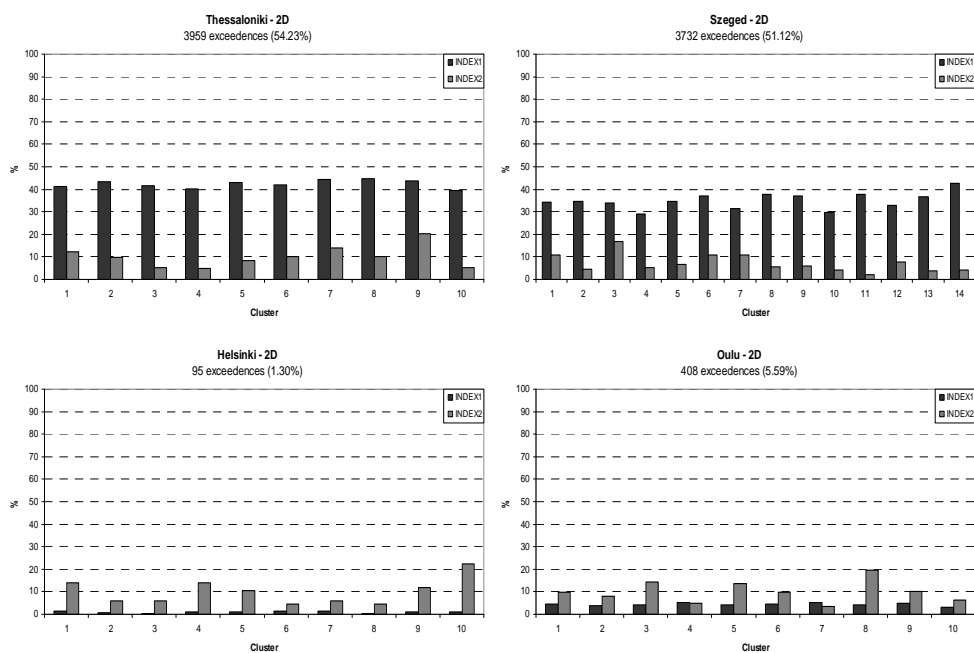 Thessaloniki - 2D
3959 exceedences (54.23%)
100
90
80
70
60
50
40
30
20
10
0
%
INDEX1
INDEX2
1 2 3 4 5 6 7 8 9 10
Cluster
Szeged - 2D
3732 exceedences (51.12%)
100
90
80
70
60
50
40
30
20
10
0
%
INDEX1
INDEX2
1 2 3 4 5 6 7 8 9 10 11 12 13 14
Cluster
Helsinki - 2D
95 exceedences (1.30%)
100
90
80
70
60
50
40
30
20
10
0
%
INDEX1
INDEX2
1 2 3 4 5 6 7 8 9 10
Cluster
Oulu - 2D
408 exceedences (5.59%)
100
90
80
70
60
50
40
30
20
10
0
%
INDEX1
INDEX2
1 2 3 4 5 6 7 8 9 10
Cluster